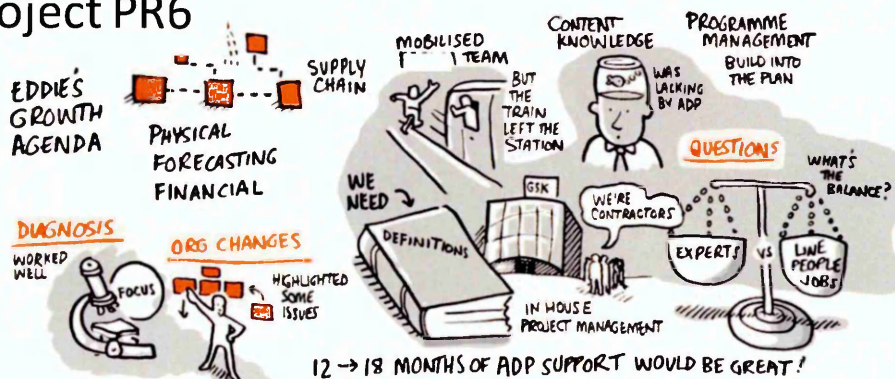 oject PR6
EDDIE'S
GROWTH
AGENDA
SUPPLY
CHAIN
PHYSICAL
FORECASTING
FINANCIAL
MOBILISED
TEAM
BUT
THE
TRAIN
LEFT THE
STATION
CONTENT
KNOWLEDGE
WAS
LACKING
BY ADP
PROGRAMME
MANAGEMENT
BUILD INTO
THE PLAN
QUESTIONS
WHAT'S
THE
BALANCE?
EXPERTS
VS
LINE
PEOPLE
JOBS
DIAGNOSIS
WORKED
WELL
FOCUS
ORG CHANGES
HIGHLIGHTED
SOME
ISSUES
WE
NEED
DEFINITIONS
GSK
WE'RE
CONTRACTORS
IN HOUSE
PROJECT MANAGEMENT
12 → 18 MONTHS OF ADP SUPPORT WOULD BE GREAT!